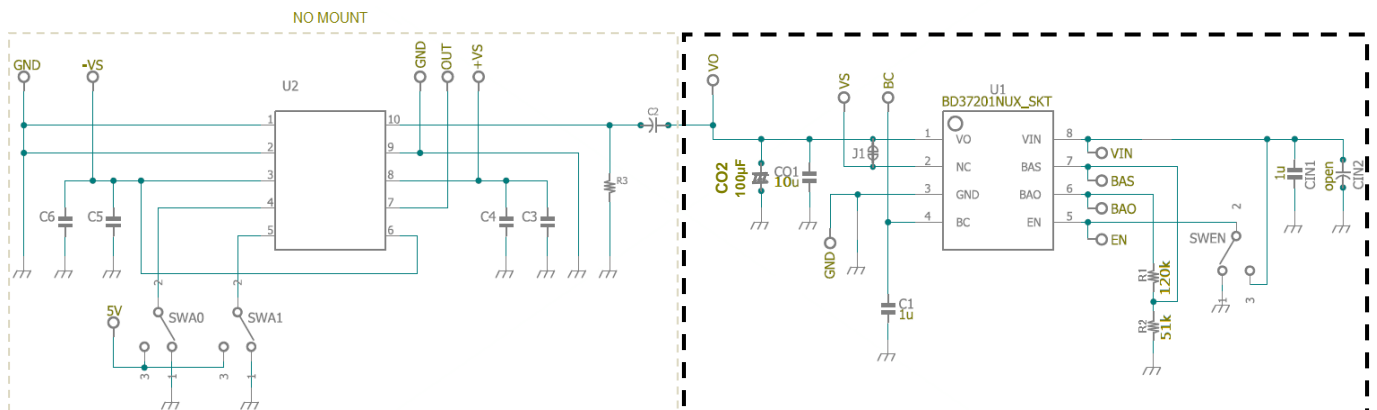 NO MOUNT
GND
-VS
U2
GND
OUT
+VS
1
2
3
4
5
10
9
8
7
6
C6
C5
C4
C3
R3
C2
2
2
5V
SWA0
SWA1
3
1
3
1
VO
VS
BC
U1
BD37201NUX_SKT
J1
CO2
100µF
CO1
10u
GND
C1
1u
1
2
3
4
VO
NC
GND
BC
VIN
BAS
BAO
EN
8
7
6
5
VIN
BAS
BAO
EN
R1
120k
R2
51k
SWEN
2
1
3
1u
CIN1
open
CIN2